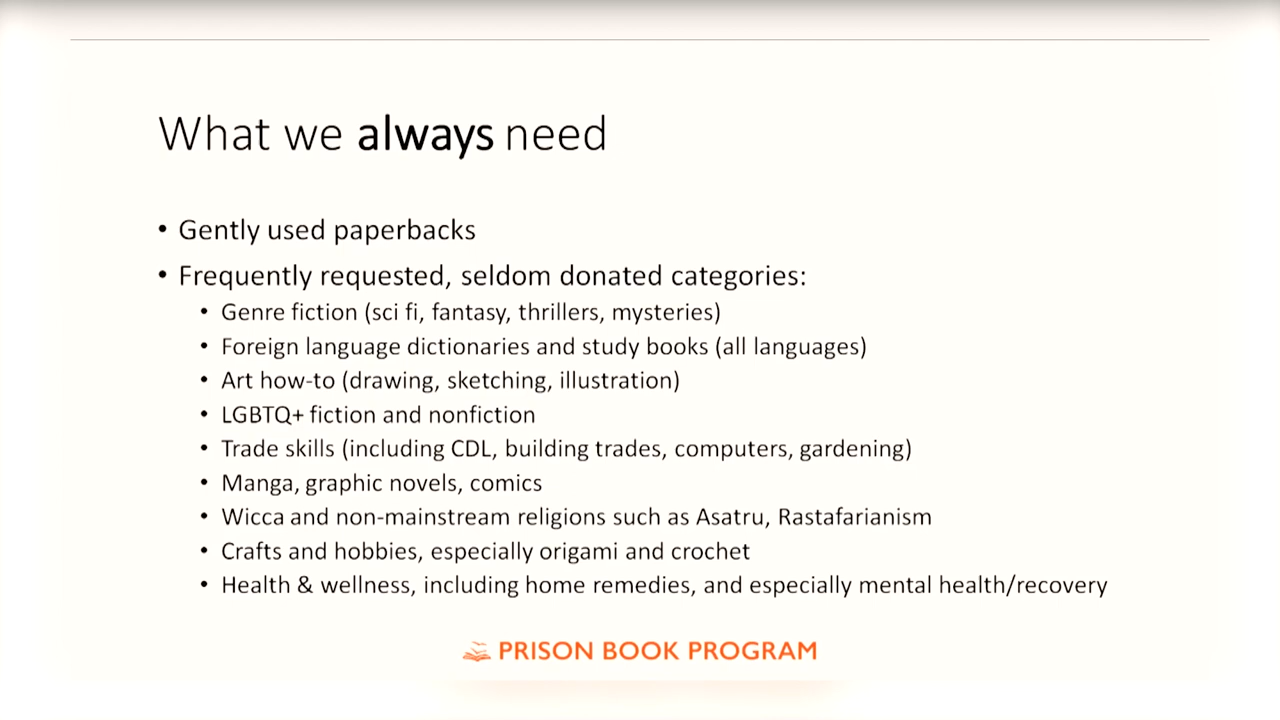 What we always need
• Gently used paperbacks
• Frequently requested, seldom donated categories:
• Genre fiction (sci fi, fantasy, thrillers, mysteries)
• Foreign language dictionaries and study books (all languages)
• Art how-to (drawing, sketching, illustration)
• LGBTQ+ fiction and nonfiction
• Trade skills (including CDL, building trades, computers, gardening)
• Manga, graphic novels, comics
• Wicca and non-mainstream religions such as Asatru, Rastafarianism
• Crafts and hobbies, especially origami and crochet
• Health & wellness, including home remedies, and especially mental health/recovery
PRISON BOOK PROGRAM